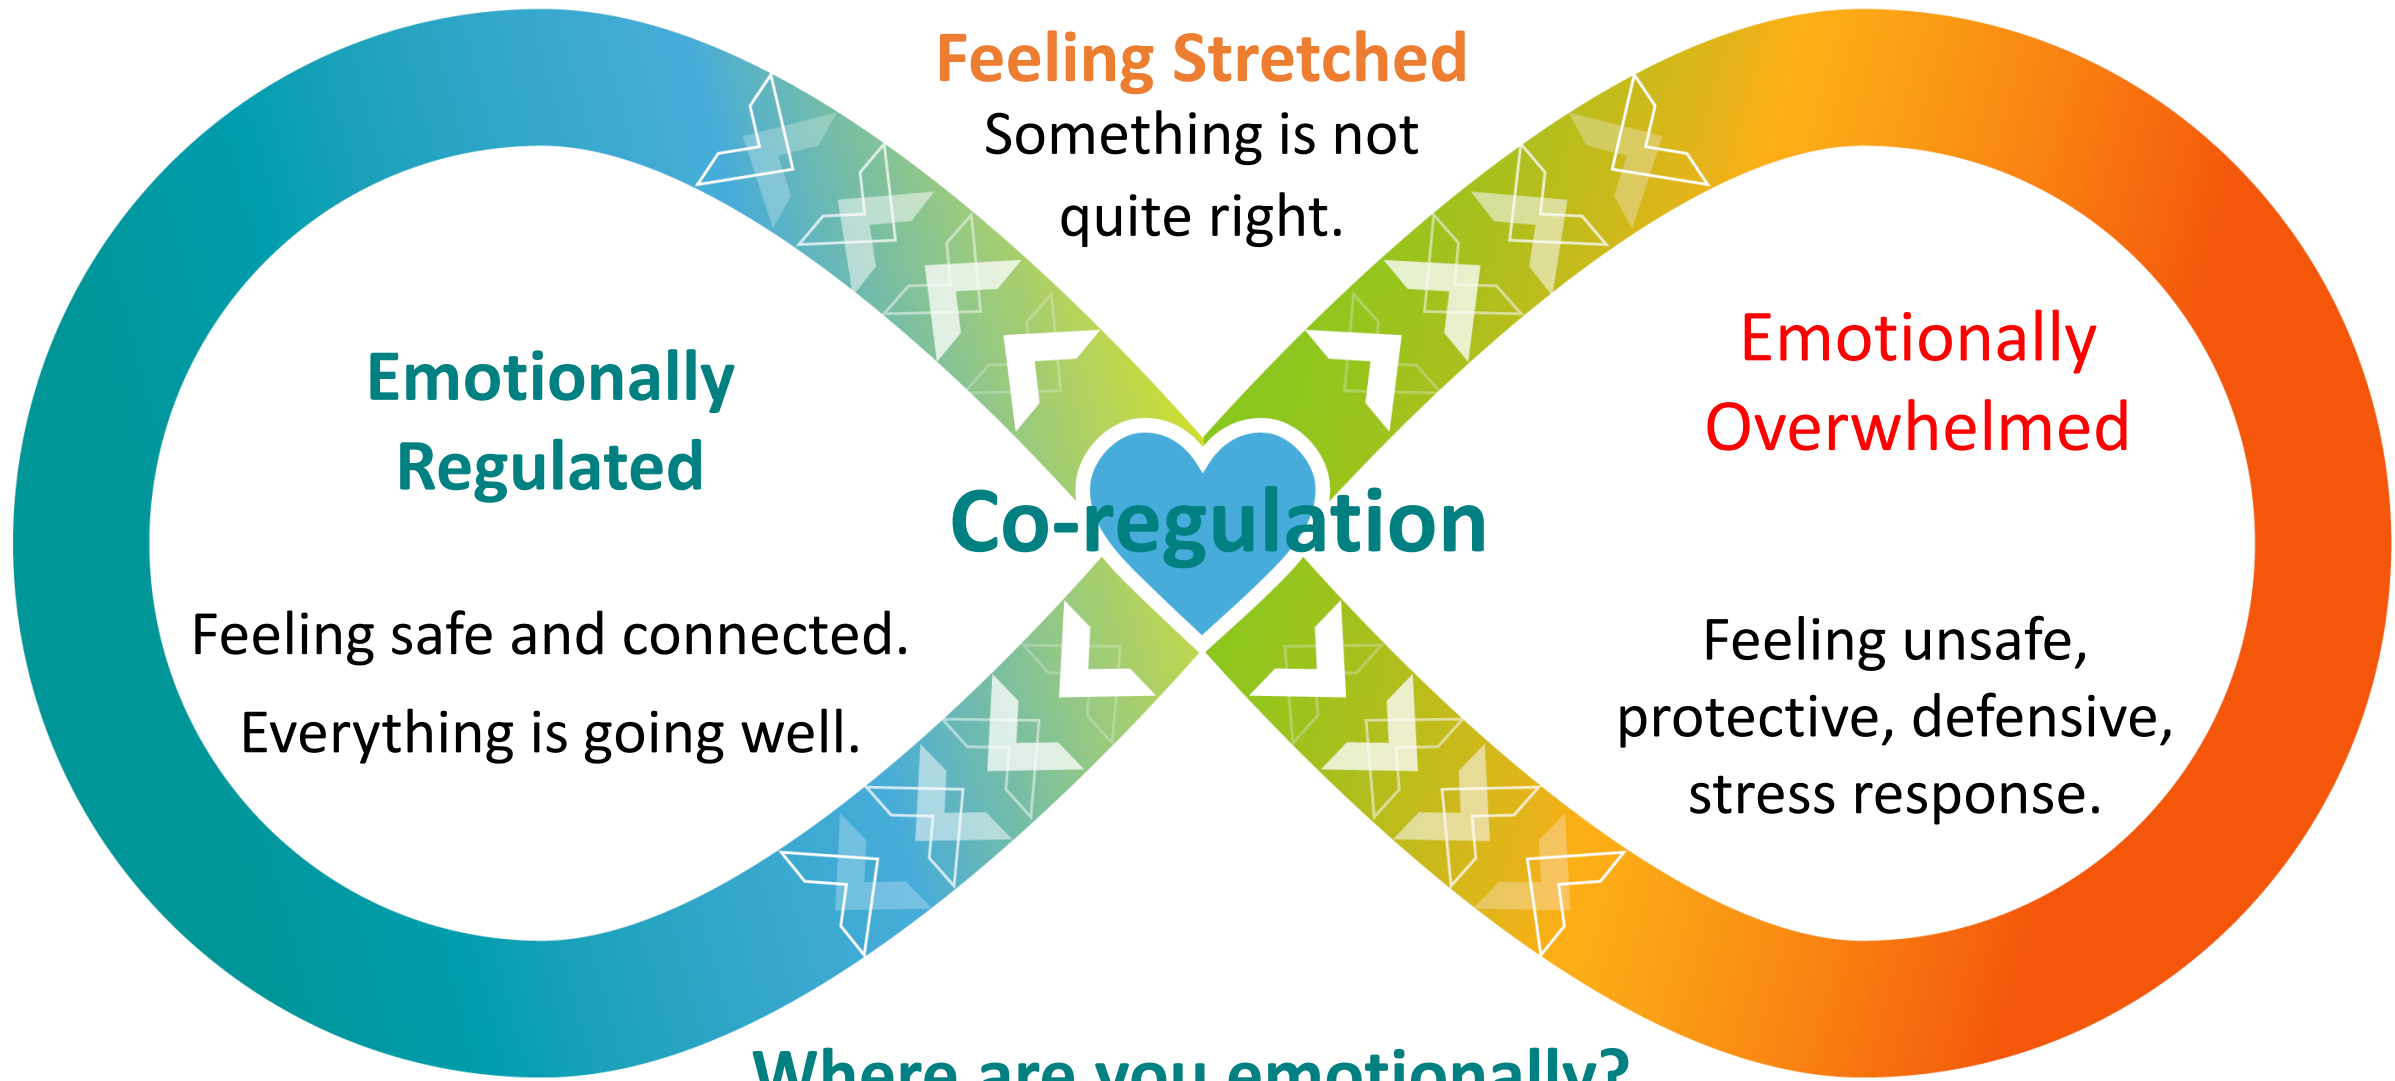 Feeling Stretched
Something is not
quite right.
Emotionally
Regulated
Feeling safe and connected.
Everything is going well.
Co-regulation
Emotionally
Overwhelmed
Feeling unsafe,
protective, defensive,
stress response.
Where are you emotionally?